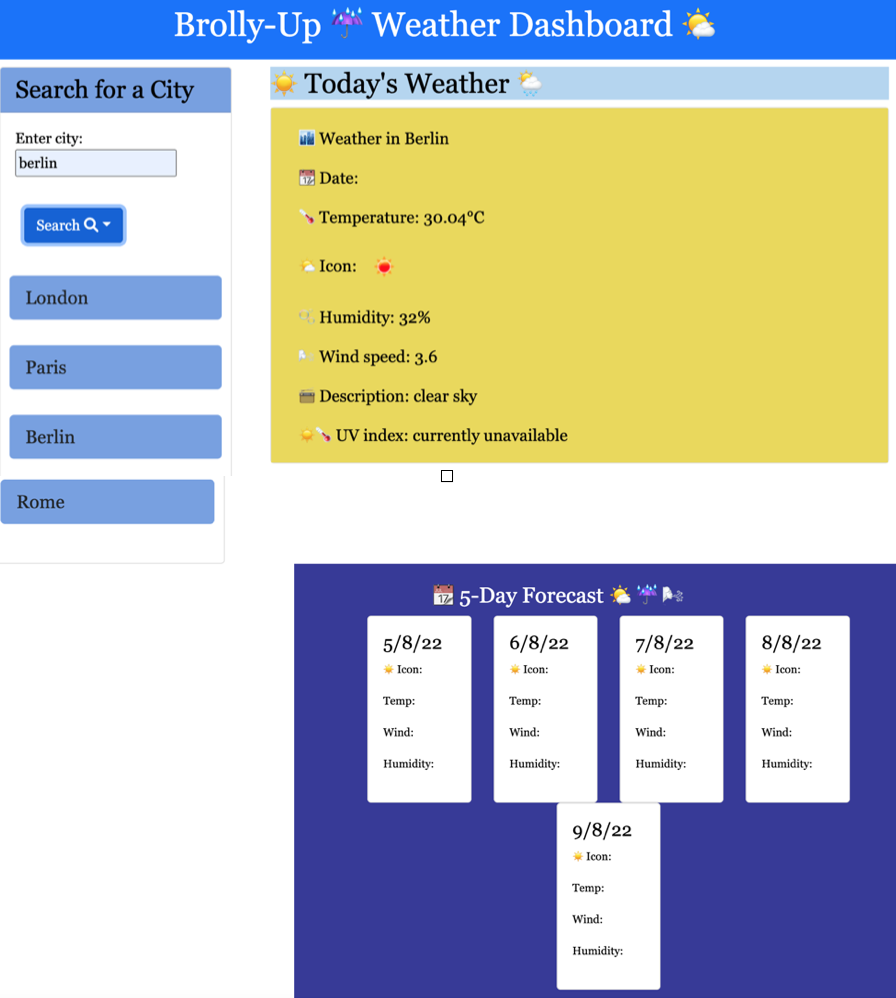 Brolly-Up ☔ Weather Dashboard 🌤️
Search for a City
Enter city:
berlin
Search
London
Paris
Berlin
Rome
☀️ Today's Weather 🌦️
🏙️ Weather in Berlin
📆 Date:
🌡️ Temperature: 30.04°C
🌤️ Icon:
Humidity: 32%
🌬️ Wind speed: 3.6
Description: clear sky
☀️🌡️ UV index: currently unavailable
📆 5-Day Forecast 🌤️ ☔ 🌬️
5/8/22
☀️ Icon:
Temp:
Wind:
Humidity:
6/8/22
☀️ Icon:
Temp:
Wind:
Humidity:
7/8/22
☀️ Icon:
Temp:
Wind:
Humidity:
8/8/22
☀️ Icon:
Temp:
Wind:
Humidity:
9/8/22
☀️ Icon:
Temp:
Wind:
Humidity: